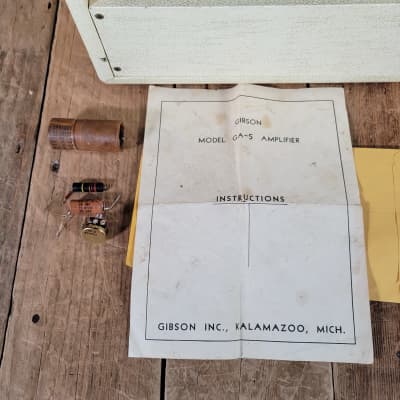 GIBSON
MODEL GA-5 AMPLIFIER
INSTRUCTIONS
GIBSON INC., KALAMAZOO, MICH.